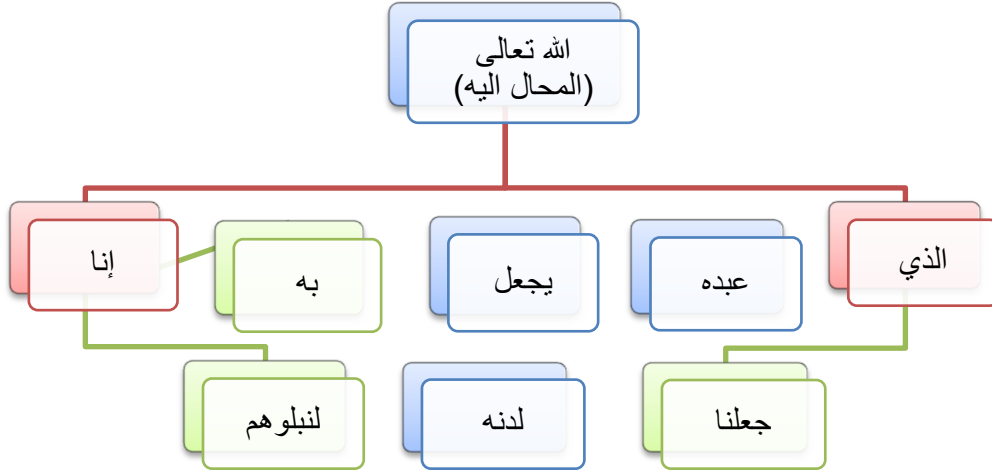 الله تعالى
(المحال اليه)
الذي
عبده
يجعل
به
إنا
جعلنا
لدنه
لنبلوهم